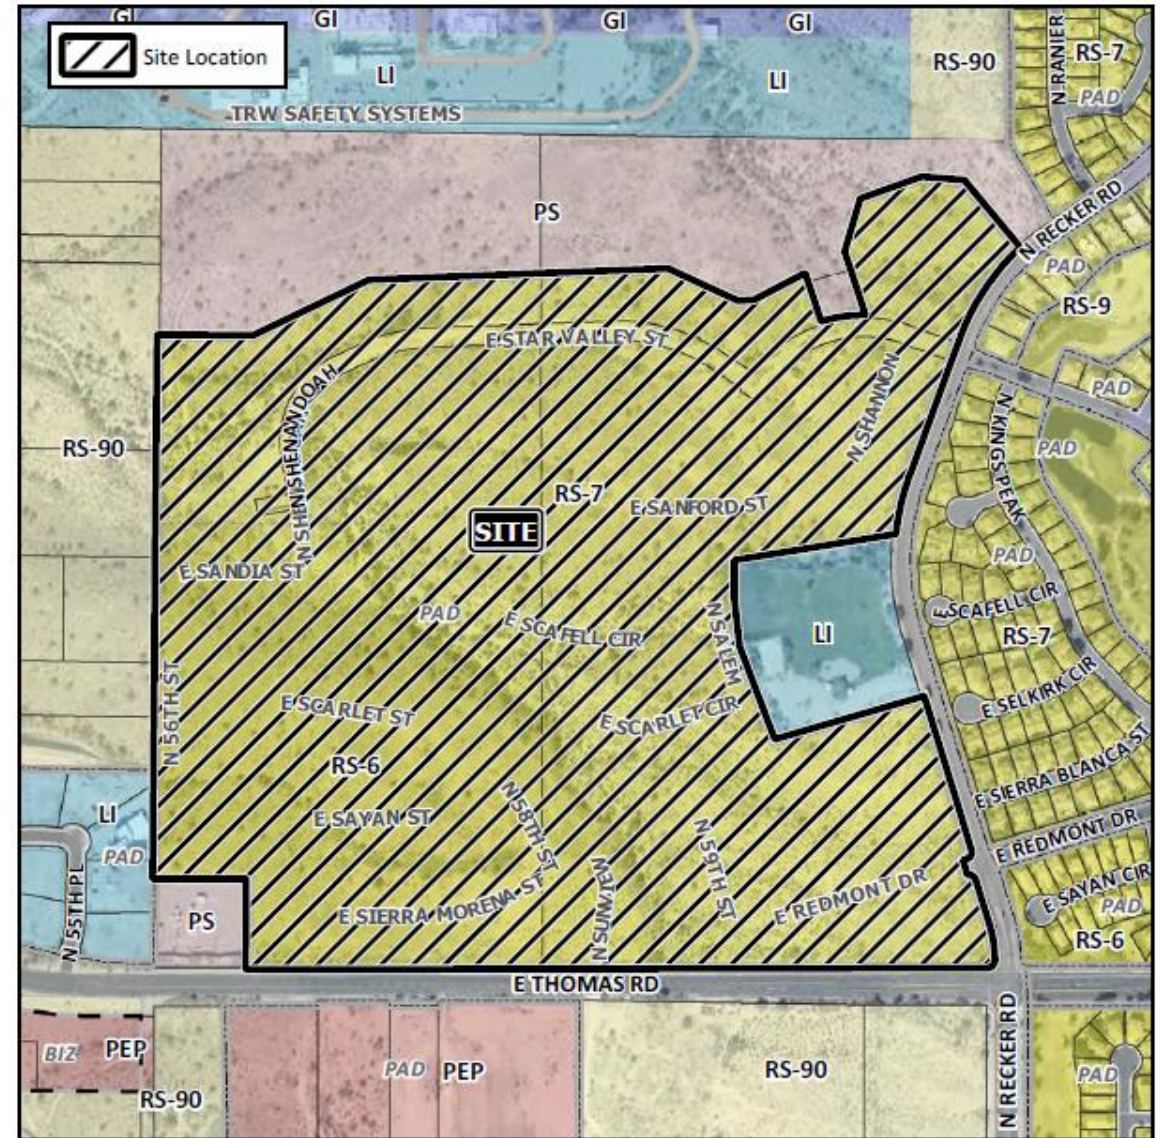 GI
GI
GI
GI
Site Location
LI
LI
RS-90
N RANIER
RS-7
PAD
TRW SAFETY SYSTEMS
PS
N RECKER RD
PAD
RS-9
E STAR VALLEY ST
N SHENANDOAH
N SHANNON
PAD
N KINGS PEAK
PAD
RS-90
RS-7
SITE
E SANFORD ST
N SHEN
E SANDIA ST
PAD
PAD
E SCAFELL CIR
E SCAFELL CIR
N SALEM
LI
RS-7
N 56TH ST
E SCARLET ST
E SCARLET CIR
E SELKIRK CIR
RS-6
E SIERRA BLANCA ST
LI
PAD
E SAYAN ST
N 58TH ST
N 59TH ST
E REDMONT DR
N 55TH PL
PS
E SIERRA MORENA ST
N SUNVIEW
E REDMONT DR
E SAYAN CIR
PAD
RS-6
E THOMAS RD
N RECKER RD
BIZ
PEP
PAD
PEP
RS-90
PAD
RS-90